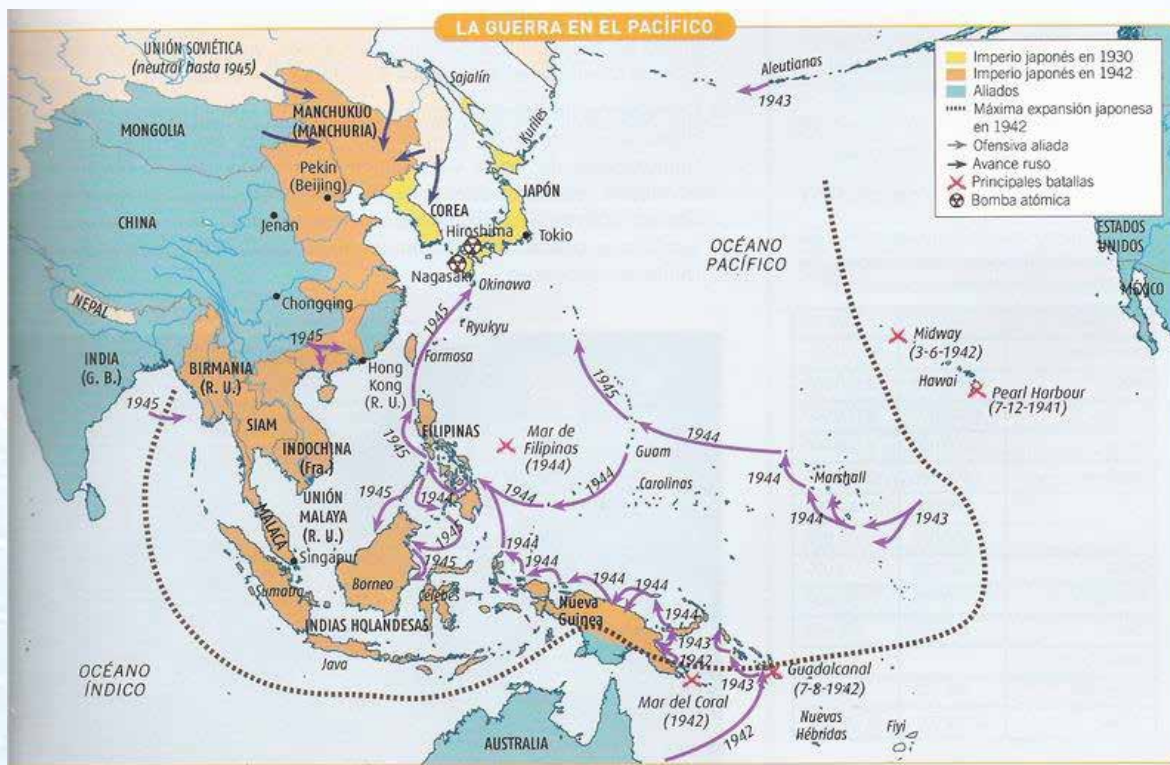 LA GUERRA EN EL PACÍFICO
Imperio japonés en 1930
Imperio japonés en 1942
Aliados
Máxima expansión japonesa
en 1942
Ofensiva aliada
Avance ruso
Principales batallas
Bomba atómica
UNIÓN SOVIÉTICA
(neutral hasta 1945)
Sajalín
Aleutianas
1943
MONGOLIA
MANCHUKUO
(MANCHURIA)
Kuriles
Pekín
(Beijing)
COREA
JAPÓN
CHINA
Jenan
Hiroshima
Tokio
OCÉANO
PACÍFICO
ESTADOS
UNIDOS
MÉXICO
Nagasaki
Okinawa
Chongqing
NEPAL
Ryukyu
1945
1945
Formosa
Midway
(3-6-1942)
INDIA
(G. B.)
BIRMANIA
(R. U.)
Hong
Kong
(R. U.)
1945
Hawai
Pearl Harbour
(7-12-1941)
1945
SIAM
INDOCHINA
(Fra.)
FILIPINAS
1945
Mar de
Filipinas
(1944)
Guam
1944
1944
Carolinas
Marshall
1944
1944
1943
UNIÓN
MALAYA
(R. U.)
1945
1944
1944
1945
MALACA
Singapur
1945
1944
Sumatra
Borneo
Célebes
1944
1944
1944
1944
Nueva
Guinea
INDIAS HOLANDESAS
1943
1942
Java
OCÉANO
ÍNDICO
1943
Guadalcanal
(7-8-1942)
Mar del Coral
(1942)
1942
Nuevas
Hébridas
Fiyi
AUSTRALIA